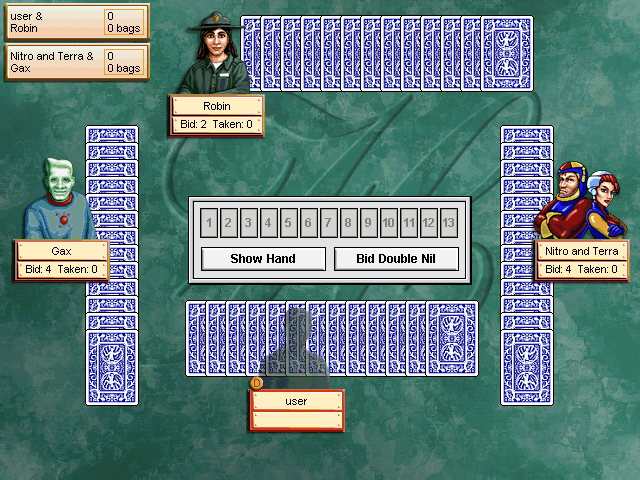 user & 0
Robin 0 bags
Nitro and Terra & 0
Gax 0 bags
Robin
Bid: 2 Taken: 0
Gax
Bid: 4 Taken: 0
Nitro and Terra
Bid: 4 Taken: 0
1 2 3 4 5 6 7 8 9 10 11 12 13
Show Hand Bid Double Nil
D
user